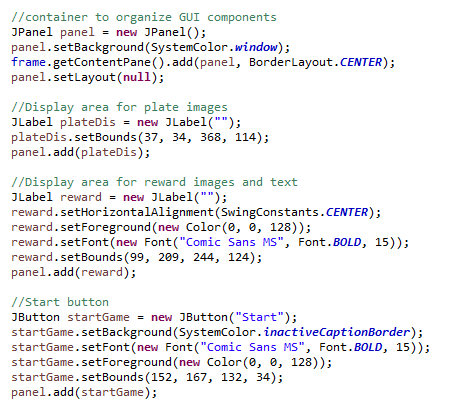 //container to organize GUI components
JPanel panel = new JPanel();
panel.setBackground(SystemColor.window);
frame.getContentPane().add(panel, BorderLayout.CENTER);
panel.setLayout(null);
//Display area for plate images
JLabel plateDis = new JLabel("");
plateDis.setBounds(37, 34, 368, 114);
panel.add(plateDis);
//Display area for reward images and text
JLabel reward = new JLabel("");
reward.setHorizontalAlignment(SwingConstants.CENTER);
reward.setForeground(new Color(0, 0, 128));
reward.setFont(new Font("Comic Sans MS", Font.BOLD, 15));
reward.setBounds(99, 209, 244, 124);
panel.add(reward);
//Start button
JButton startGame = new JButton("Start");
startGame.setBackground(SystemColor.inactiveCaptionBorder);
startGame.setFont(new Font("Comic Sans MS", Font.BOLD, 15));
startGame.setForeground(new Color(0, 0, 128));
startGame.setBounds(152, 167, 132, 34);
panel.add(startGame);